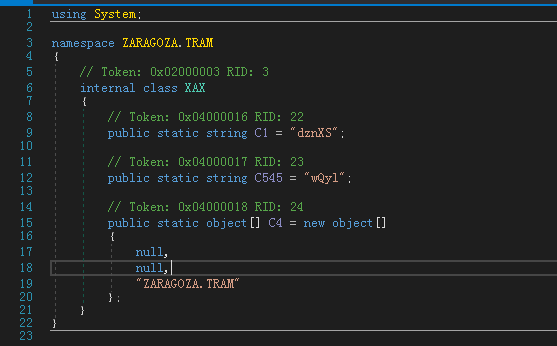 1 using System;
2
3 namespace ZARAGOZA.TRAM
4 {
5 // Token: 0x02000003 RID: 3
6 internal class XAX
7 {
8 // Token: 0x04000016 RID: 22
9 public static string C1 = "dznXS";
10
11 // Token: 0x04000017 RID: 23
12 public static string C545 = "wQyl";
13
14 // Token: 0x04000018 RID: 24
15 public static object[] C4 = new object[]
16 {
17 null,
18 null,
19 "ZARAGOZA.TRAM"
20 };
21 }
22 }
23